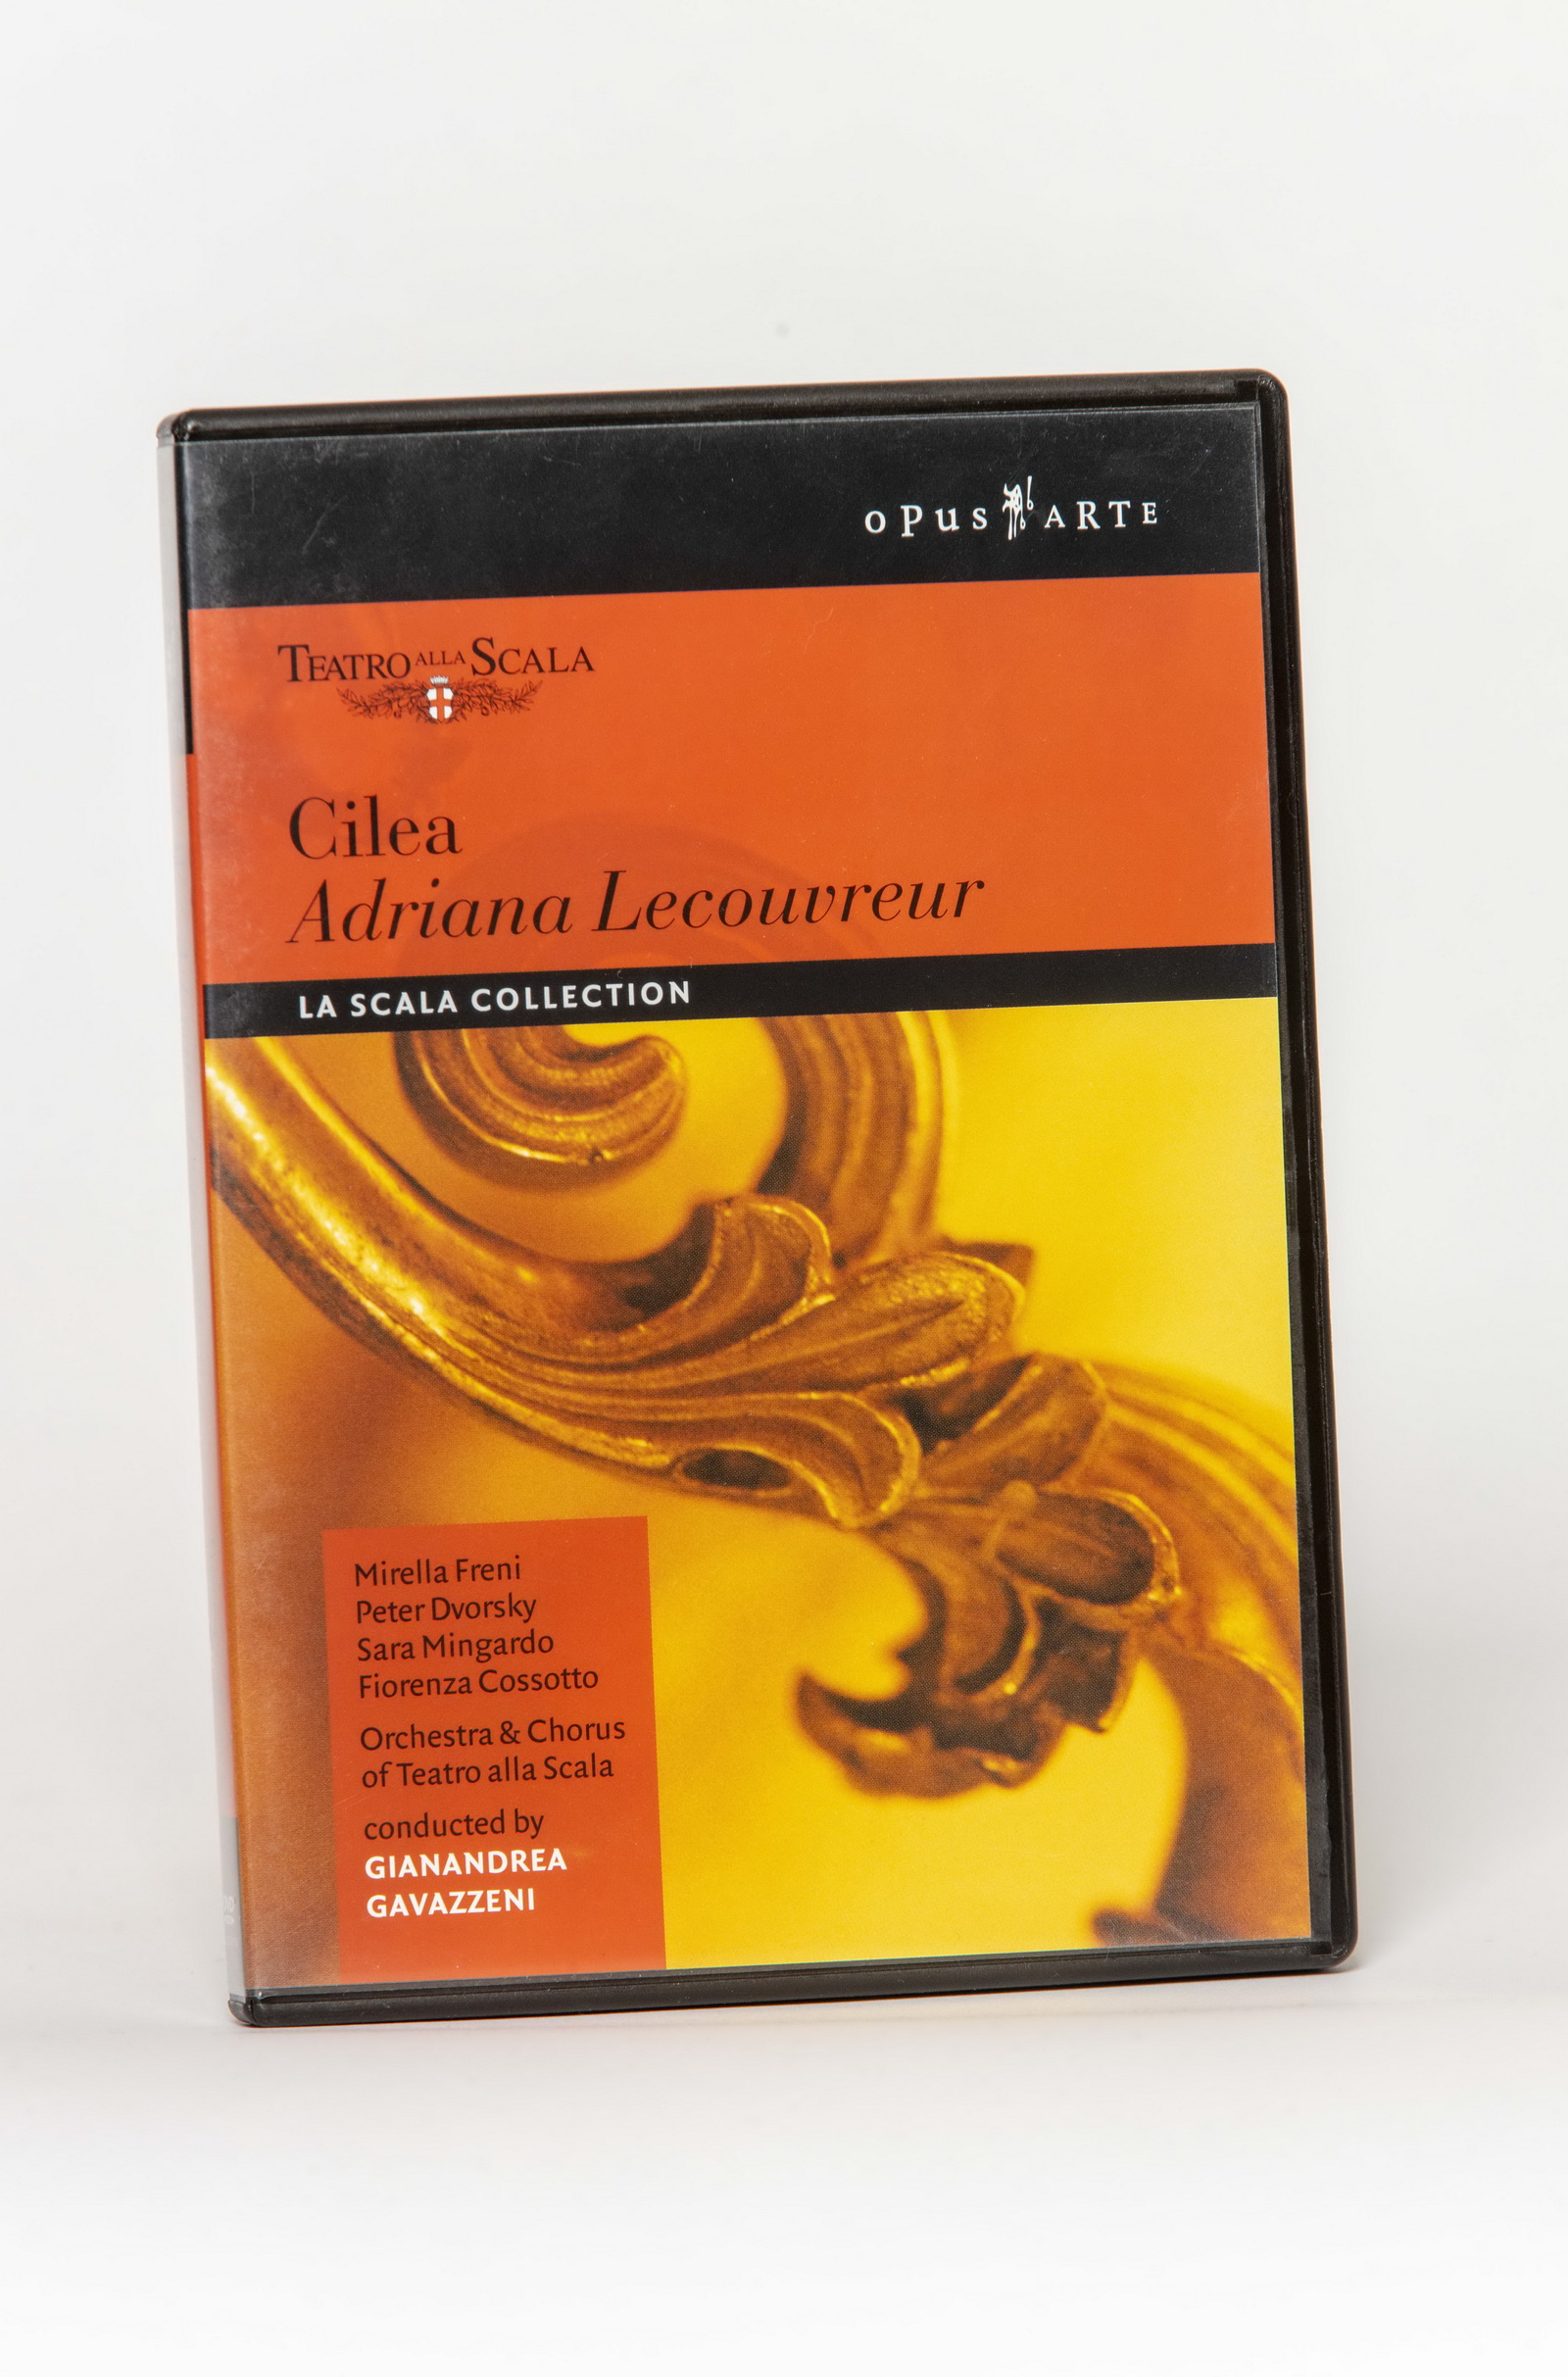 oPus ARTE
TEATRO ALLA SCALA
Cilea
Adriana Lecouvreur
LA SCALA COLLECTION
Mirella Freni
Peter Dvorsky
Sara Mingardo
Fiorenza Cossotto
Orchestra & Chorus
of Teatro alla Scala
conducted by
GIANANDREA
GAVAZZENI